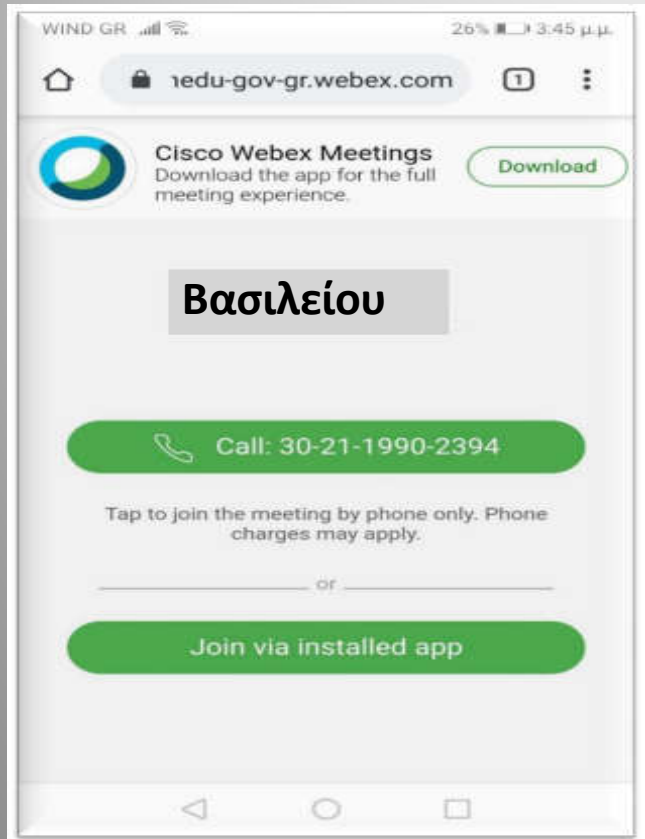 WIND GR 26% 3:45 μ.μ.
nedu-gov-gr.webex.com 1
Cisco Webex Meetings
Download the app for the full
meeting experience.
Download
Βασιλείου
Call: 30-21-1990-2394
Tap to join the meeting by phone only. Phone
charges may apply.
or
Join via installed app